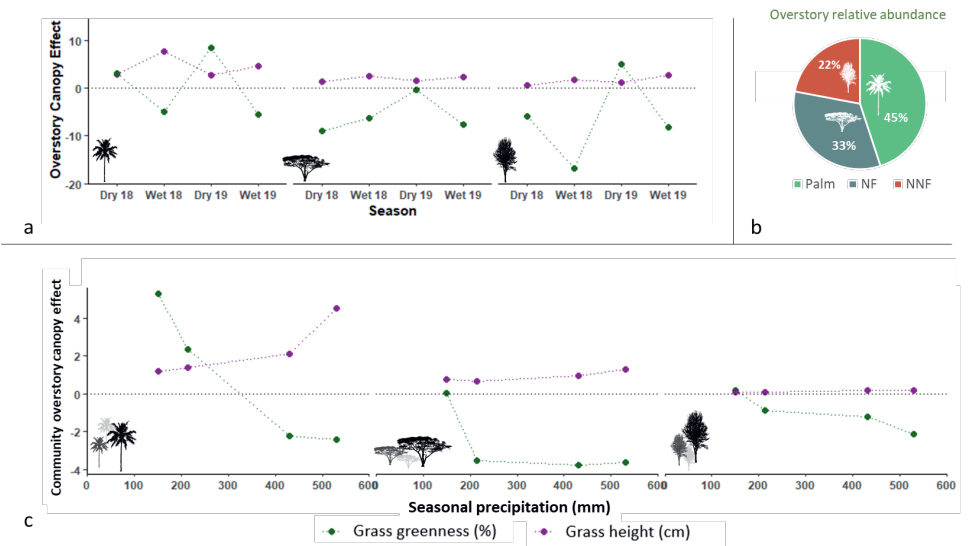 Overstory Canopy Effect
10
0
-10
-20
Dry 18 Wet 18 Dry 19 Wet 19
Dry 18 Wet 18 Dry 19 Wet 19
Dry 18 Wet 18 Dry 19 Wet 19
Season
a
Overstory relative abundance
22%
45%
33%
Palm NF NNF
b
Community overstory canopy effect
4
2
0
-2
-4
0 100 200 300 400 500 600
0 100 200 300 400 500 600
0 100 200 300 400 500 600
Seasonal precipitation (mm)
c
Grass greenness (%) Grass height (cm)